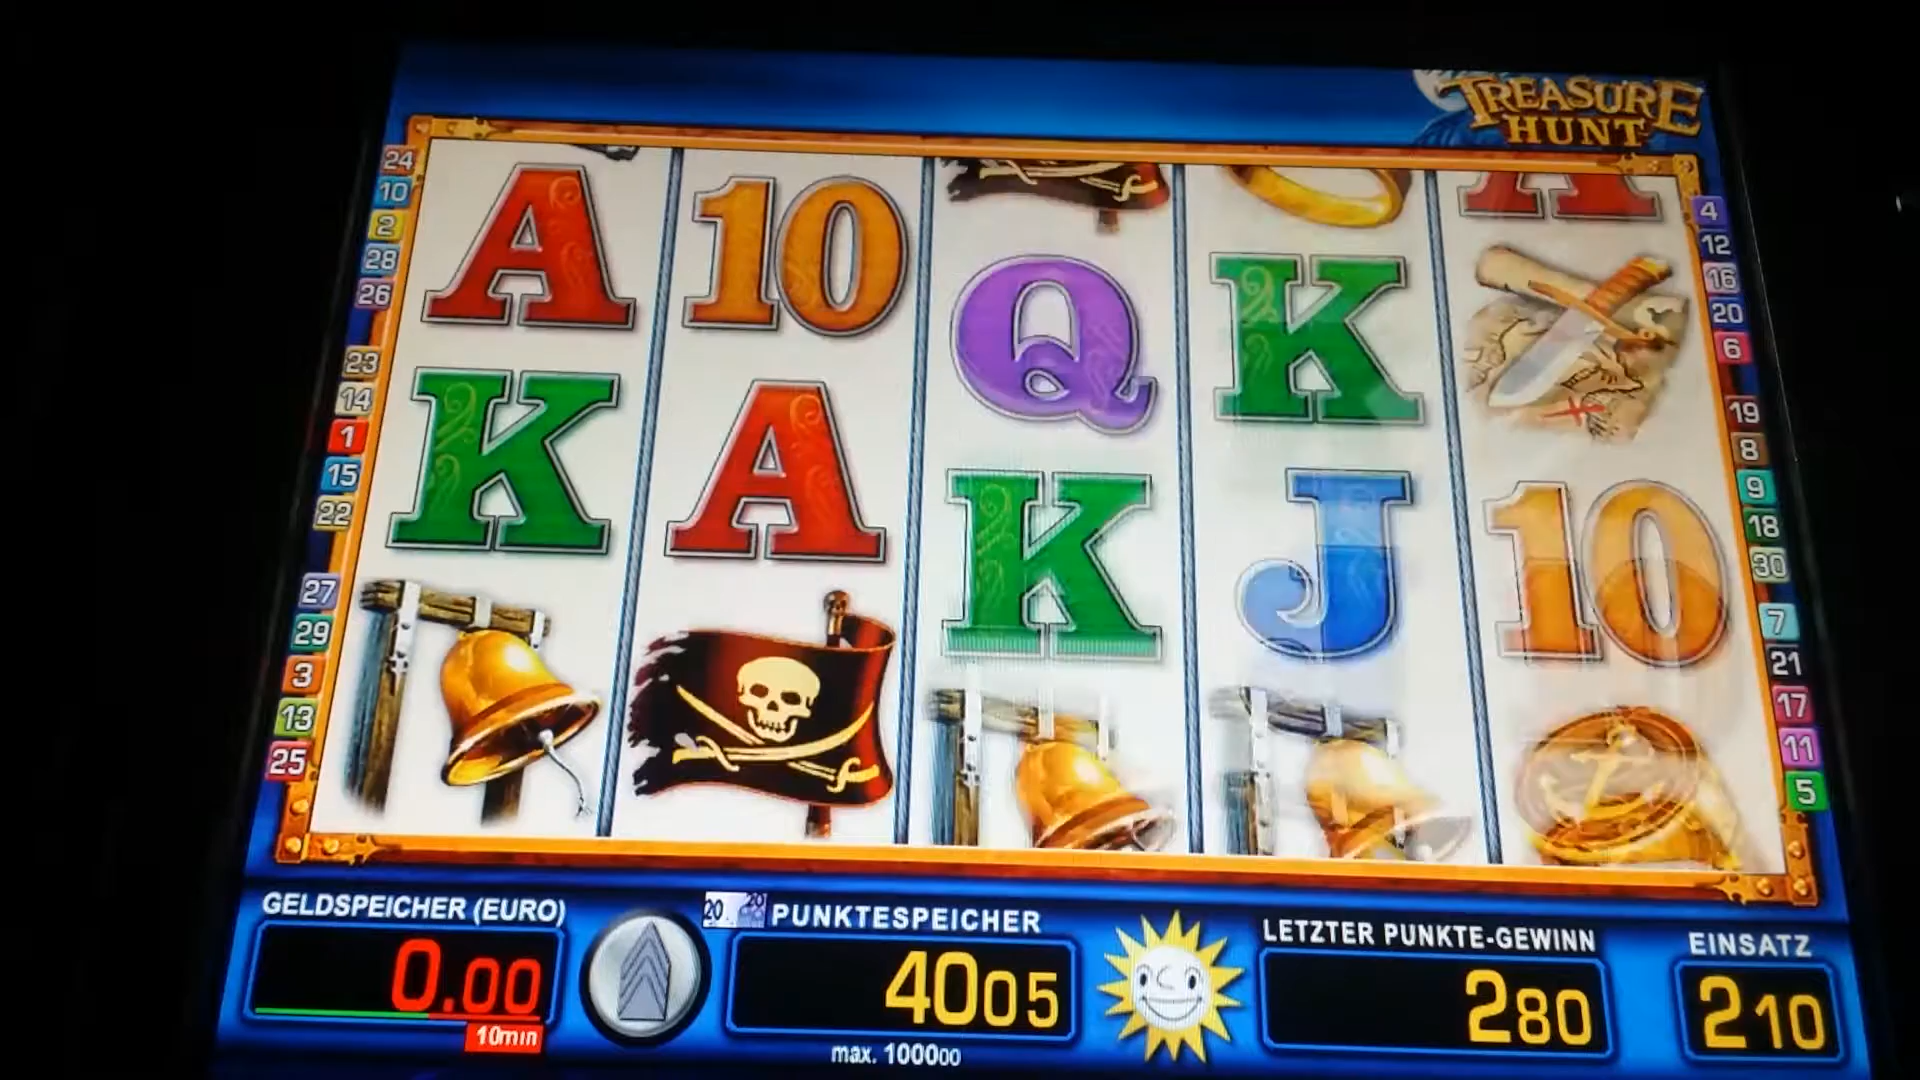 TREASURE
HUNT
24
10
2
28
26
23
14
1
15
22
27
29
3
13
25
A 10 A
Q K
K A
K J 10
4
12
16
20
6
19
8
9
18
30
7
21
17
11
5
GELDSPEICHER (EURO)
0.00
10min
20 20
PUNKTESPEICHER
4005
max. 100000
LETZTER PUNKTE-GEWINN
280
EINSATZ
210